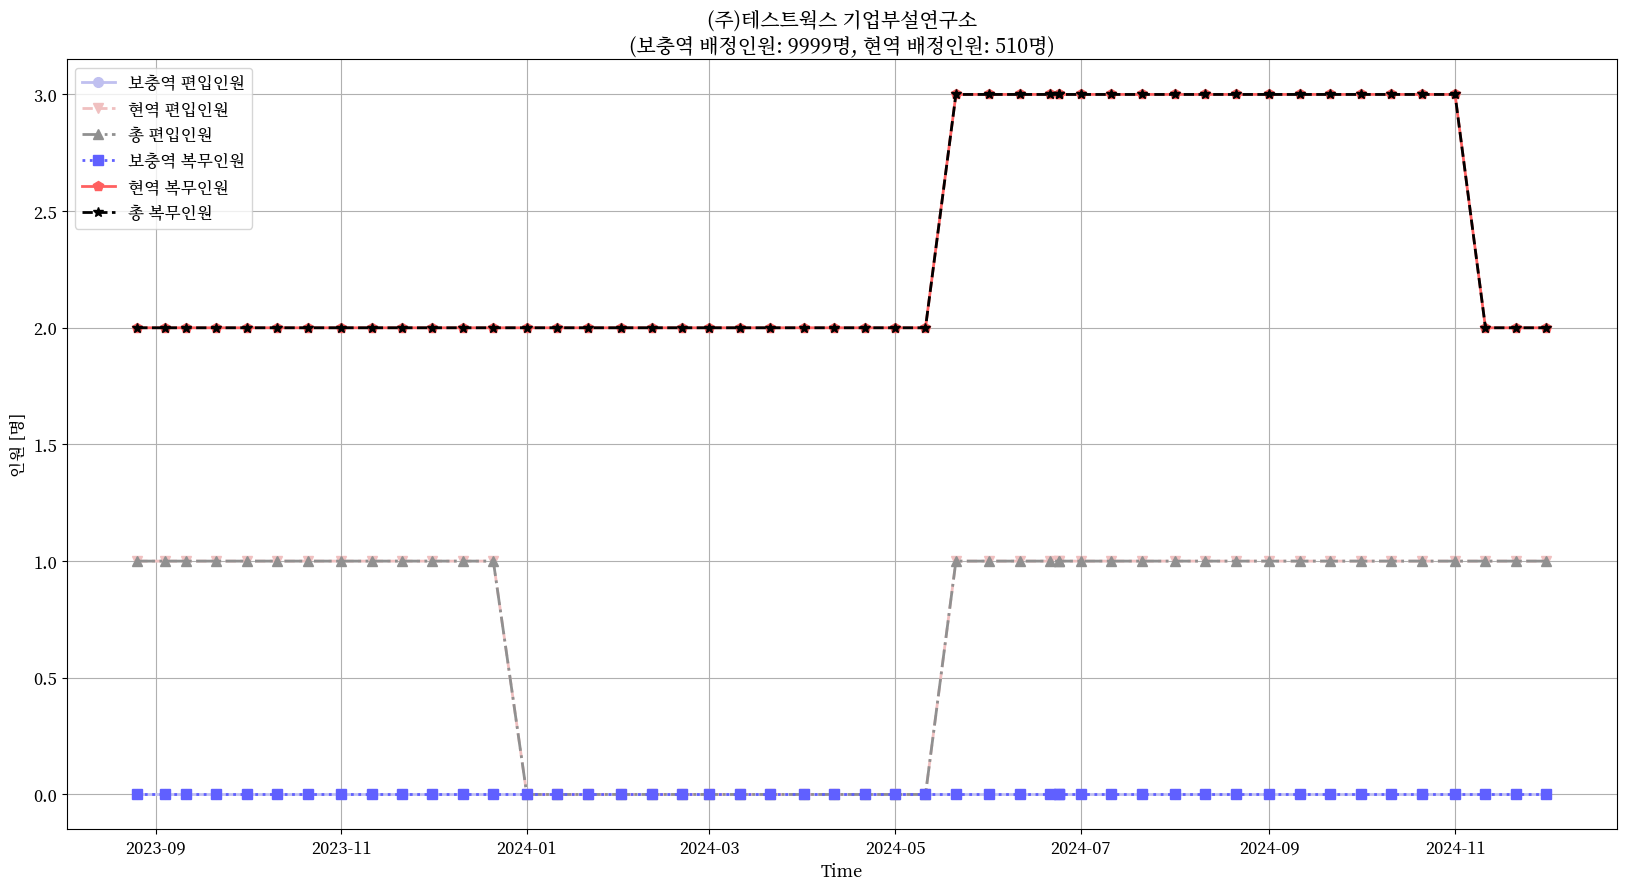 (주)테스트웍스 기업부설연구소
(보충역 배정인원: 9999명, 현역 배정인원: 510명)
보충역 편입인원
현역 편입인원
총 편입인원
보충역 복무인원
현역 복무인원
총 복무인원
3.0
2.5
2.0
1.5
1.0
0.5
0.0
인원 [명]
2023-09
2023-11
2024-01
2024-03
2024-05
2024-07
2024-09
2024-11
Time